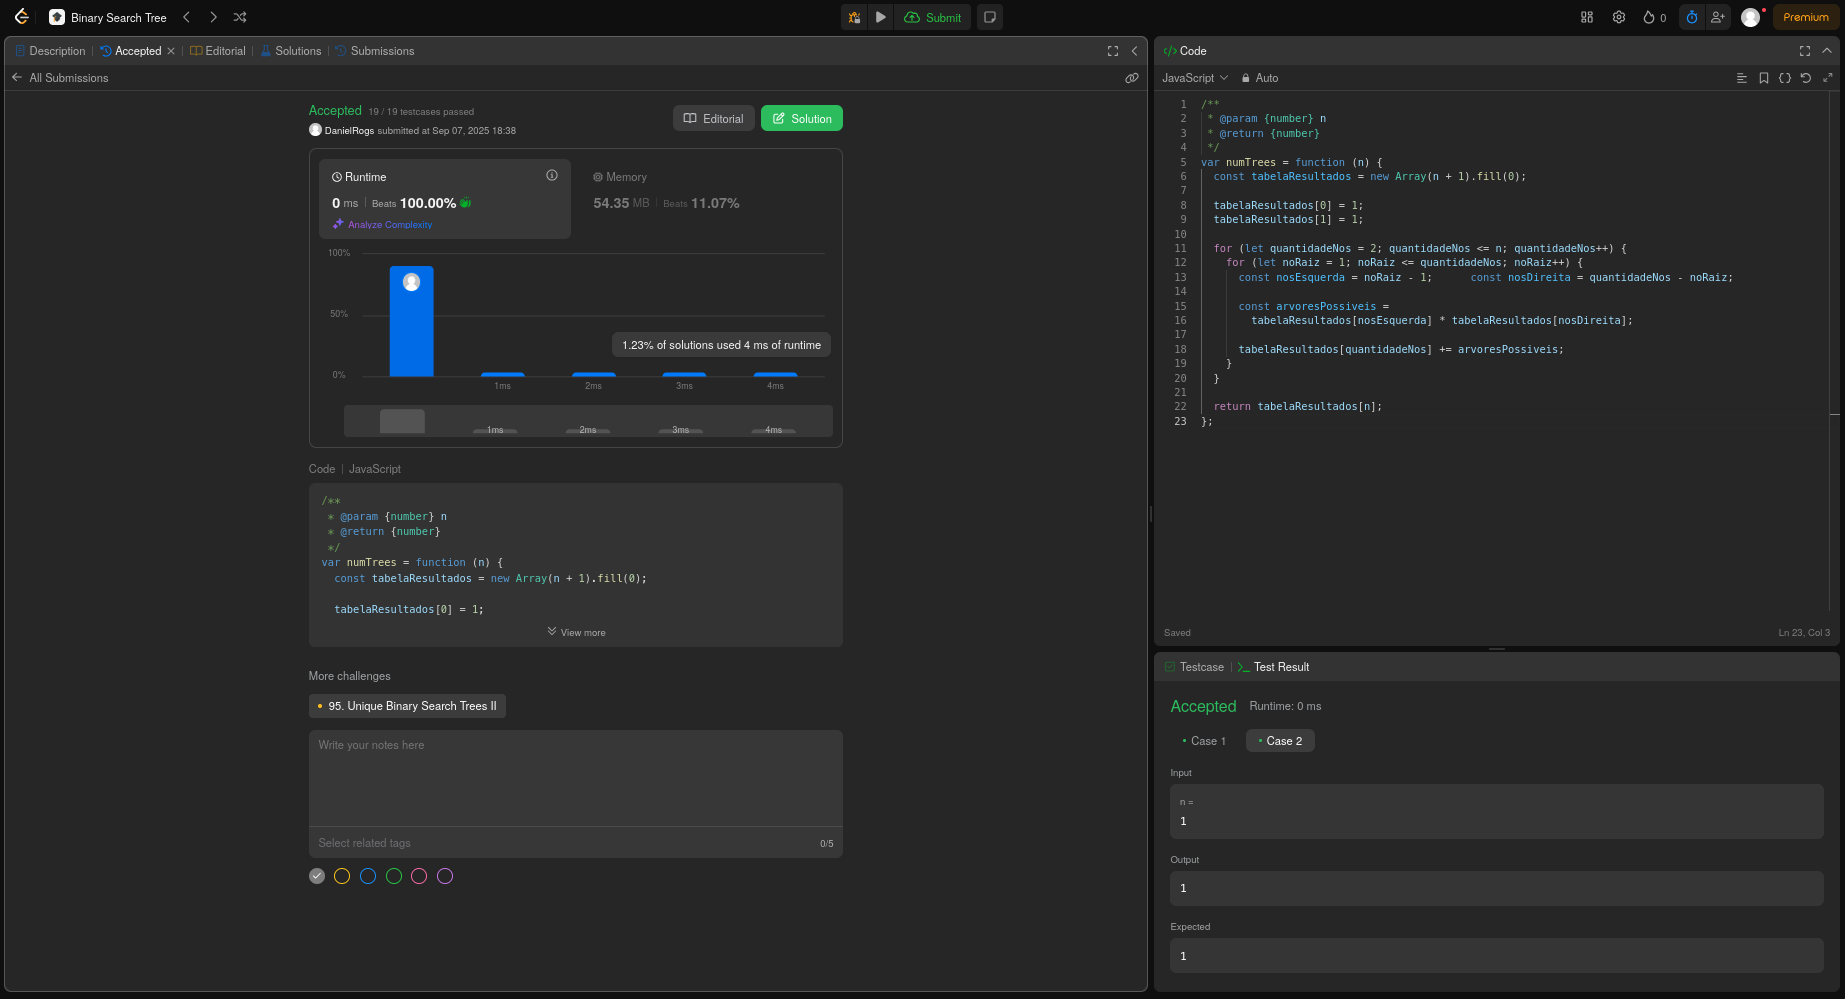 Binary Search Tree
Submit
0
Premium
Description
Accepted
Editorial
Solutions
Submissions
All Submissions
Accepted 19 / 19 testcases passed
DanielRogs submitted at Sep 07, 2025 18:38
Editorial
Solution
Runtime
0 ms Beats 100.00%
Analyze Complexity
Memory
54.35 MB Beats 11.07%
100%
50%
0%
1.23% of solutions used 4 ms of runtime
1ms 2ms 3ms 4ms
1ms 2ms 3ms 4ms
Code JavaScript
/**
* @param {number} n
* @return {number}
*/
var numTrees = function (n) {
const tabelaResultados = new Array(n + 1).fill(0);
tabelaResultados[0] = 1;
View more
More challenges
95. Unique Binary Search Trees II
Write your notes here
Select related tags 0/5
</> Code
JavaScript Auto
1 /**
2 * @param {number} n
3 * @return {number}
4 */
5 var numTrees = function (n) {
6 const tabelaResultados = new Array(n + 1).fill(0);
7
8 tabelaResultados[0] = 1;
9 tabelaResultados[1] = 1;
10
11 for (let quantidadeNos = 2; quantidadeNos <= n; quantidadeNos++) {
12 for (let noRaiz = 1; noRaiz <= quantidadeNos; noRaiz++) {
13 const nosEsquerda = noRaiz - 1; const nosDireita = quantidadeNos - noRaiz;
14
15 const arvoresPossiveis =
16 tabelaResultados[nosEsquerda] * tabelaResultados[nosDireita];
17
18 tabelaResultados[quantidadeNos] += arvoresPossiveis;
19 }
20 }
21
22 return tabelaResultados[n];
23 };
Saved
Ln 23, Col 3
Testcase
>_ Test Result
Accepted Runtime: 0 ms
Case 1
Case 2
Input
n =
1
Output
1
Expected
1